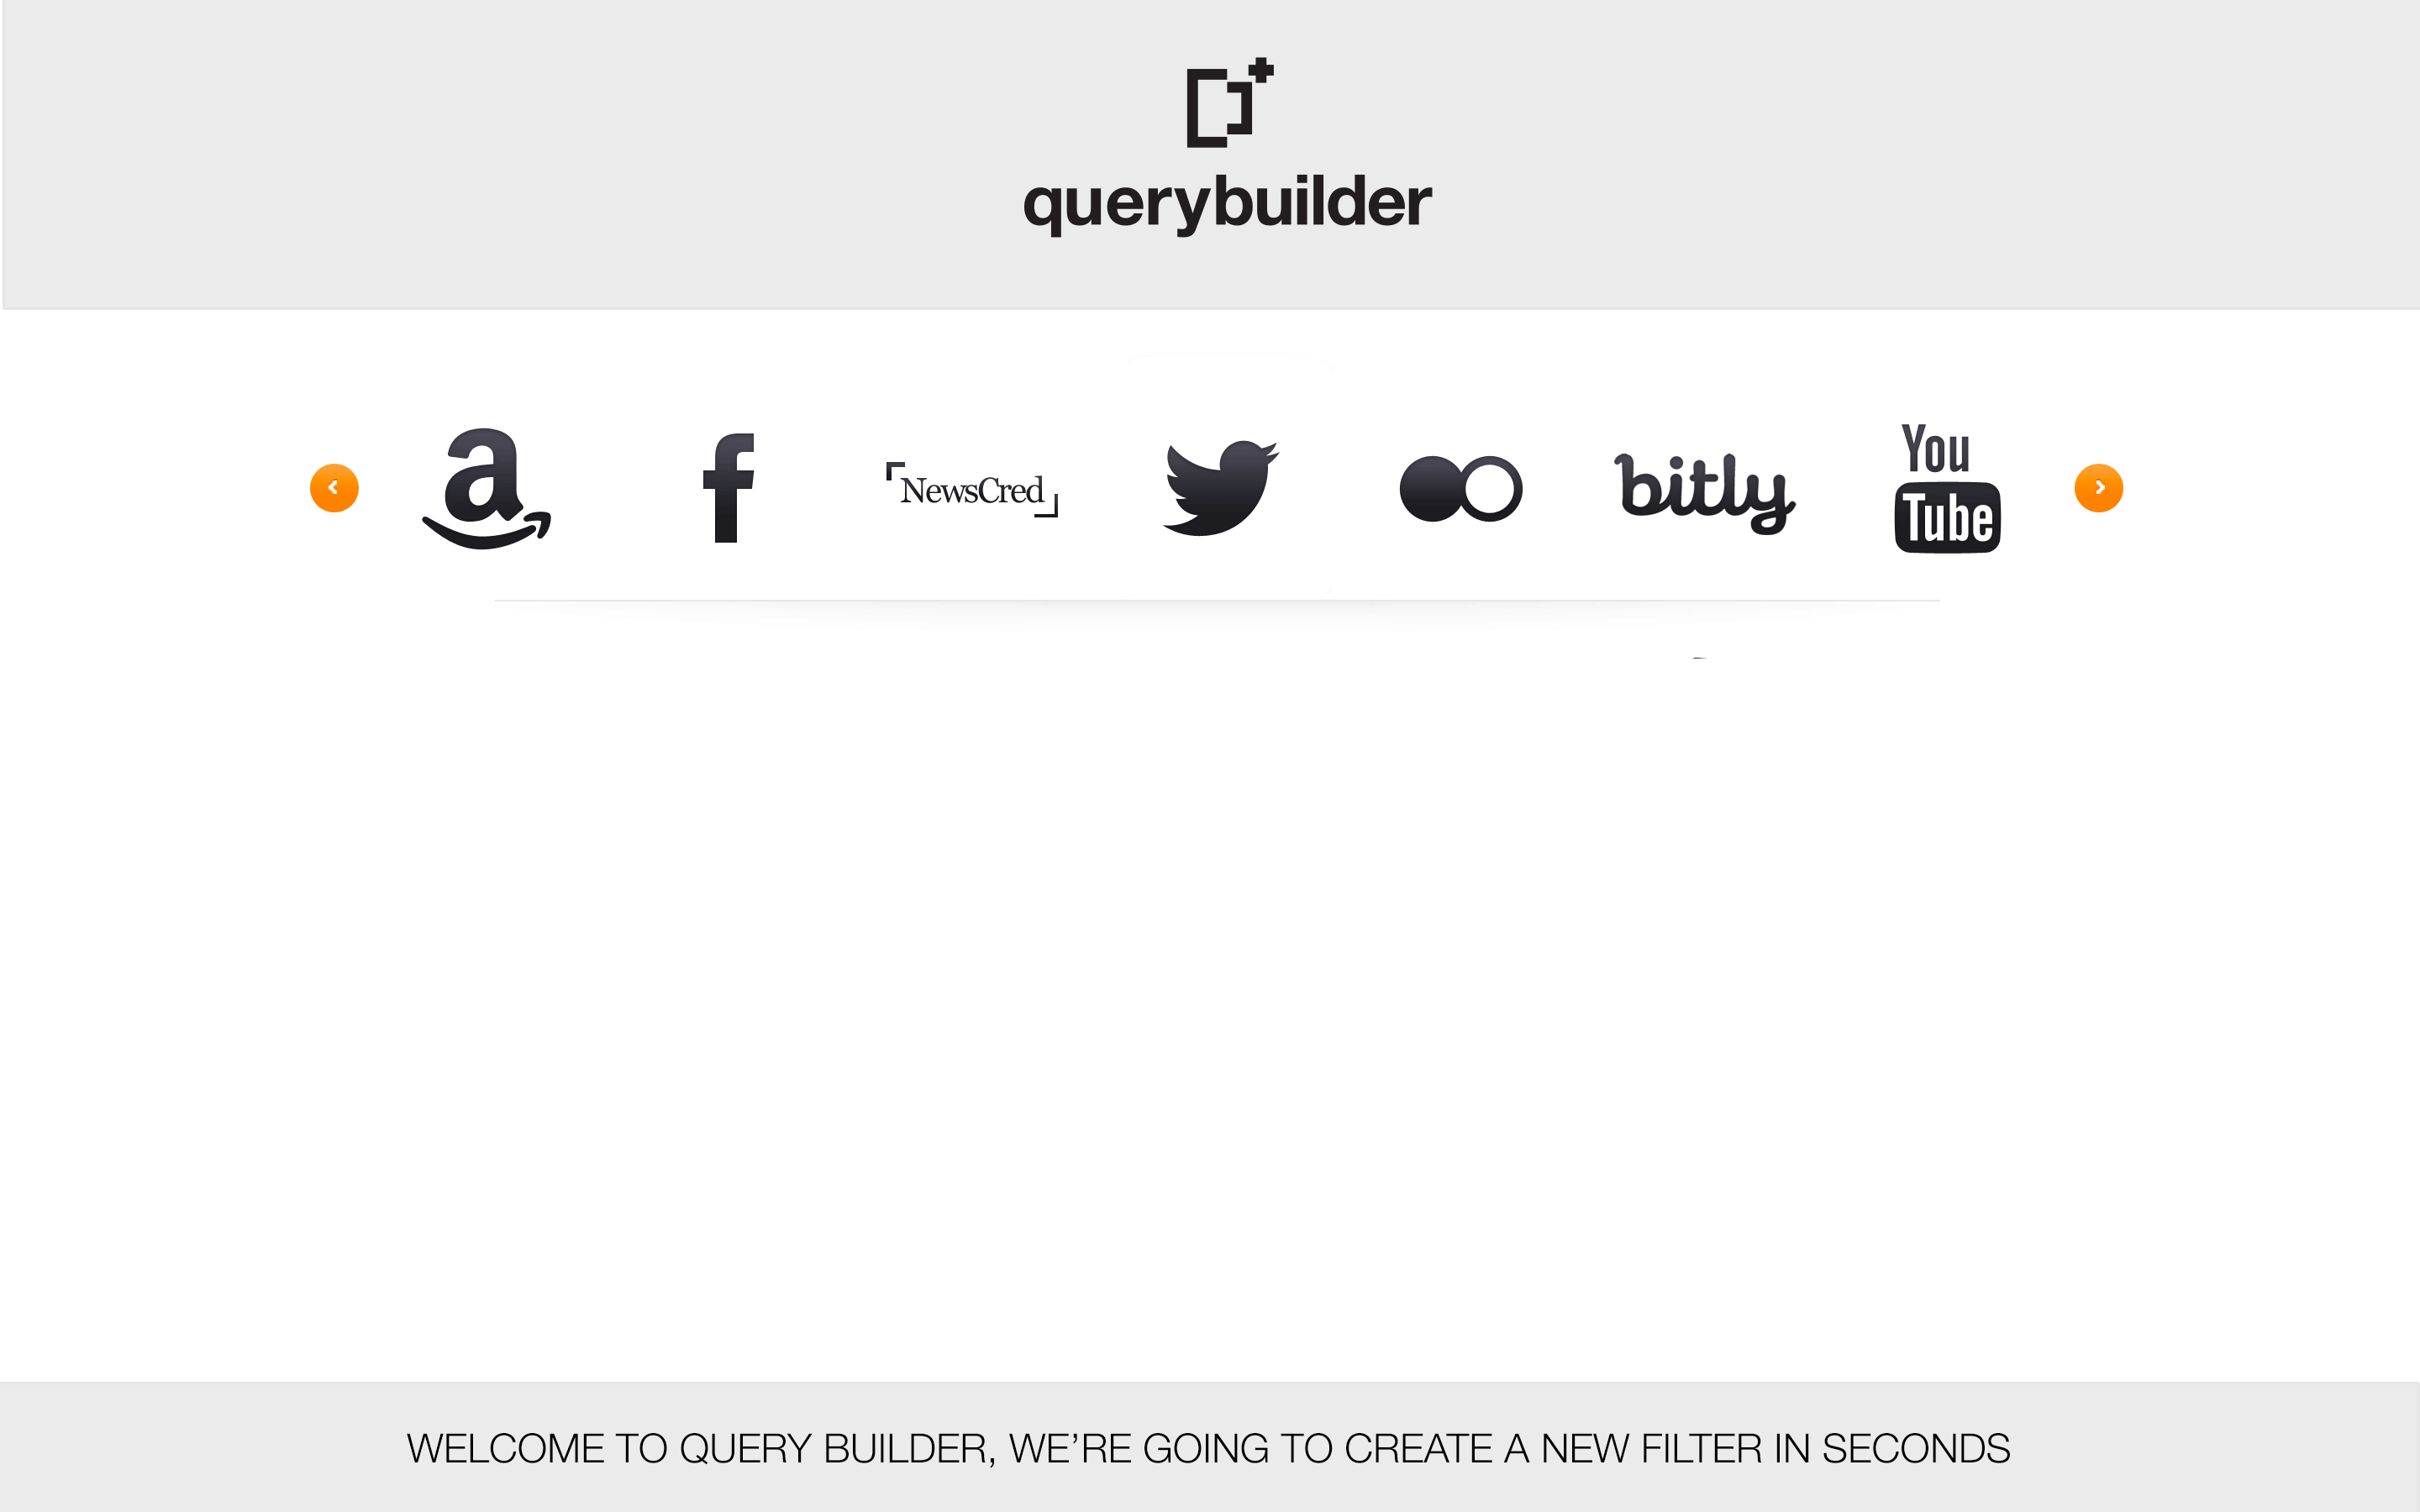 querybuilder
a
f
NewsCred
bitly
You
Tube
WELCOME TO QUERY BUILDER, WE'RE GOING TO CREATE A NEW FILTER IN SECONDS